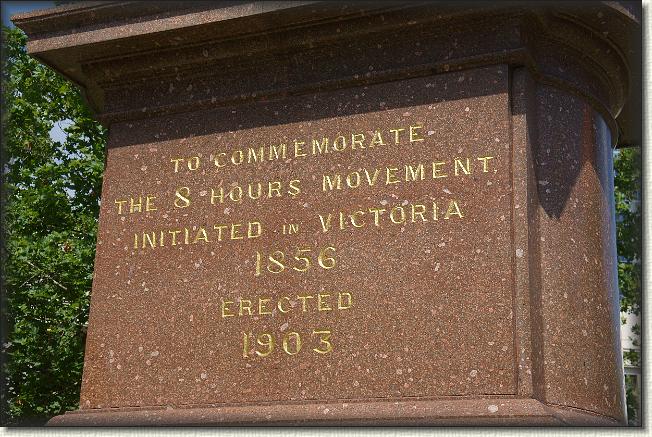 TO COMMEMORATE
THE 8 HOURS MOVEMENT,
INITIATED IN VICTORIA
1856
ERECTED
1903